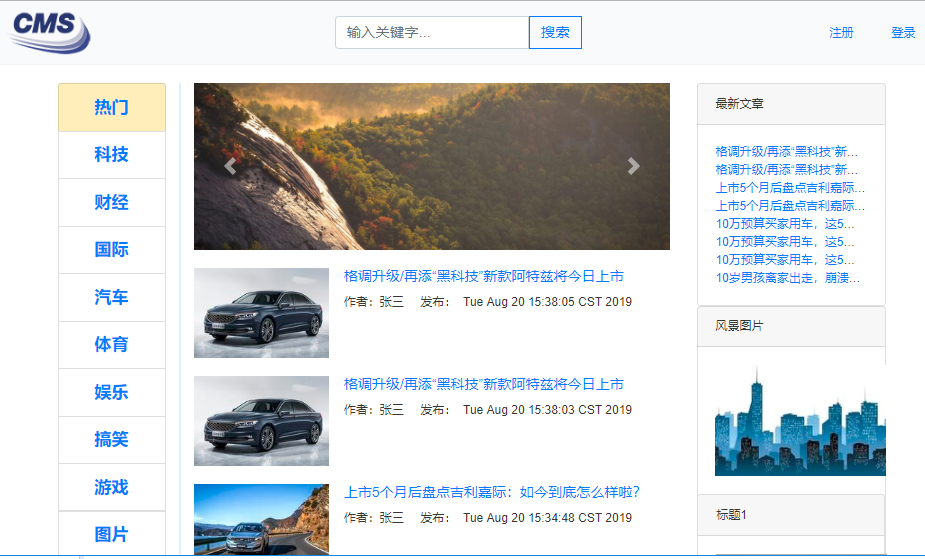 CMS
输入关键字...
搜索
注册
登录
热门
科技
财经
国际
汽车
体育
娱乐
搞笑
游戏
图片
格调升级/再添“黑科技”新款阿特兹将今日上市
作者：张三 发布： Tue Aug 20 15:38:05 CST 2019
格调升级/再添“黑科技”新款阿特兹将今日上市
作者：张三 发布： Tue Aug 20 15:38:03 CST 2019
上市5个月后盘点吉利嘉际：如今到底怎么样啦？
作者：张三 发布： Tue Aug 20 15:34:48 CST 2019
最新文章
格调升级/再添“黑科技”新...
格调升级/再添“黑科技”新...
上市5个月后盘点吉利嘉际...
上市5个月后盘点吉利嘉际...
10万预算买家用车，这5...
10万预算买家用车，这5...
10万预算买家用车，这5...
10岁男孩离家出走，崩溃...
风景图片
标题1